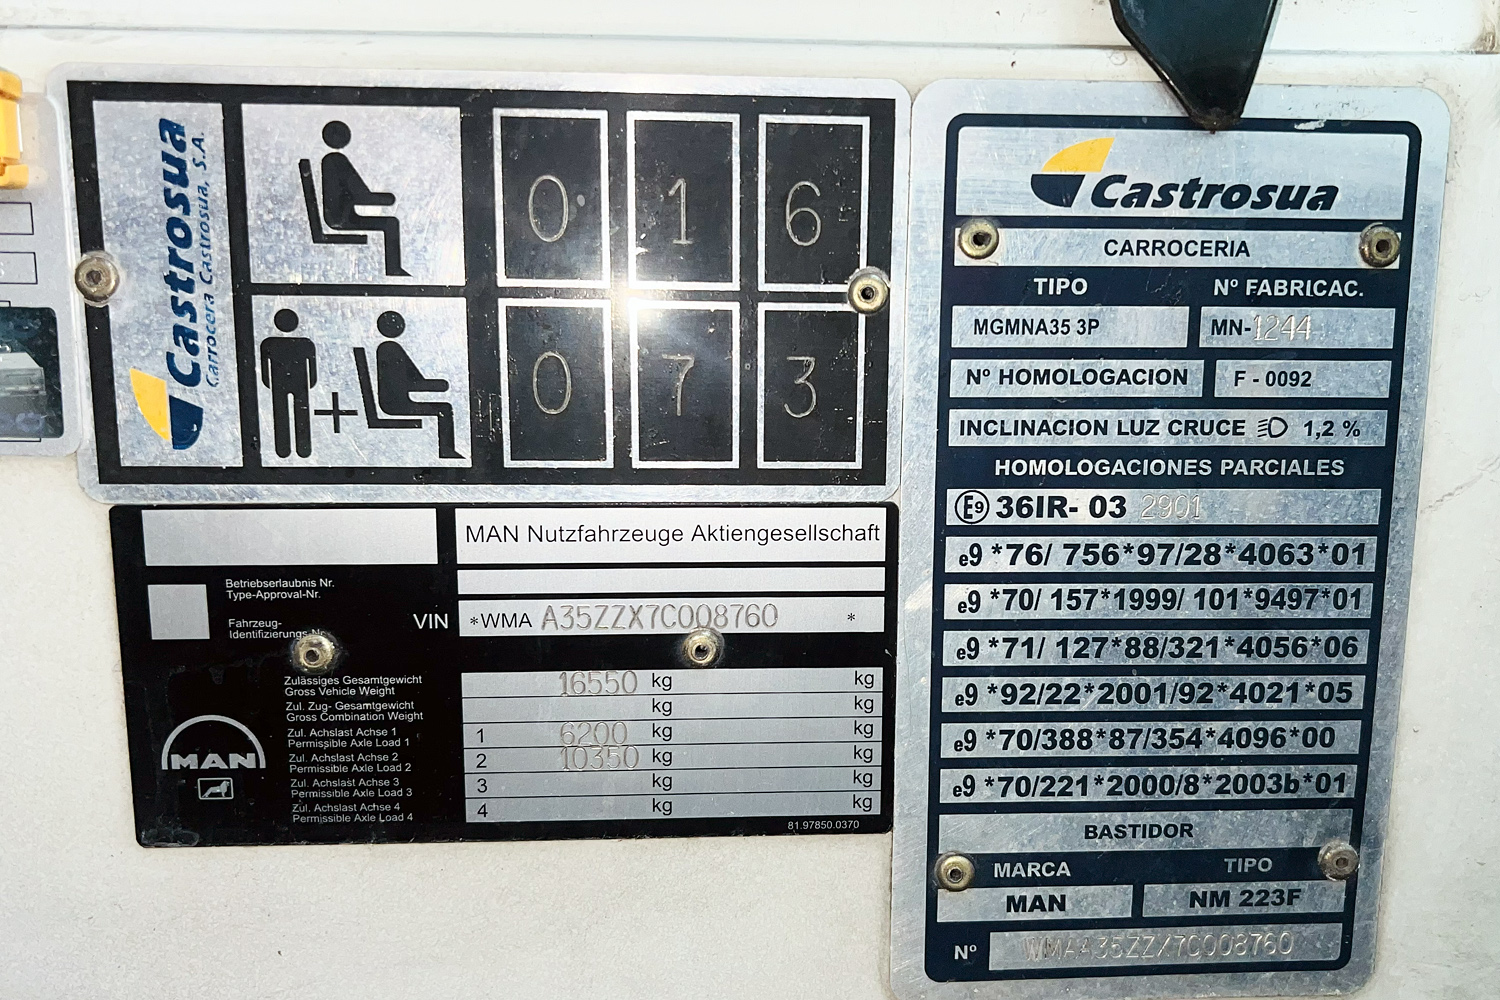 Castrosua
Carrocera Castrosua, S.A.
0 1 6
+
0 7 3
MAN Nutzfahrzeuge Aktiengesellschaft
Betriebserlaubnis Nr.
Type-Approval-Nr.
Fahrzeug-
Identifizierungs Nr.
VIN *WMA A35ZZX7C008760 *
Zulässiges Gesamtgewicht
Gross Vehicle Weight
16550 kg kg
Zul. Zug- Gesamtgewicht
Gross Combination Weight
kg kg
Zul. Achslast Achse 1
Permissible Axle Load 1
1 6200 kg kg
Zul. Achslast Achse 2
Permissible Axle Load 2
2 10350 kg kg
Zul. Achslast Achse 3
Permissible Axle Load 3
3 kg kg
Zul. Achslast Achse 4
Permissible Axle Load 4
4 kg kg
MAN
81.97850.0370
Castrosua
CARROCERIA
TIPO Nº FABRICAC.
MGMNA35 3P MN-1244
Nº HOMOLOGACION F - 0092
INCLINACION LUZ CRUCE 1,2 %
HOMOLOGACIONES PARCIALES
E9 36IR- 03 2901
e9 *76/ 756*97/28*4063*01
e9 *70/ 157*1999/ 101*9497*01
e9 *71/ 127*88/321*4056*06
e9 *92/22*2001/92*4021*05
e9 *70/388*87/354*4096*00
e9 *70/221*2000/8*2003b*01
BASTIDOR
MARCA TIPO
MAN NM 223F
Nº WMAA35ZZX7C008760